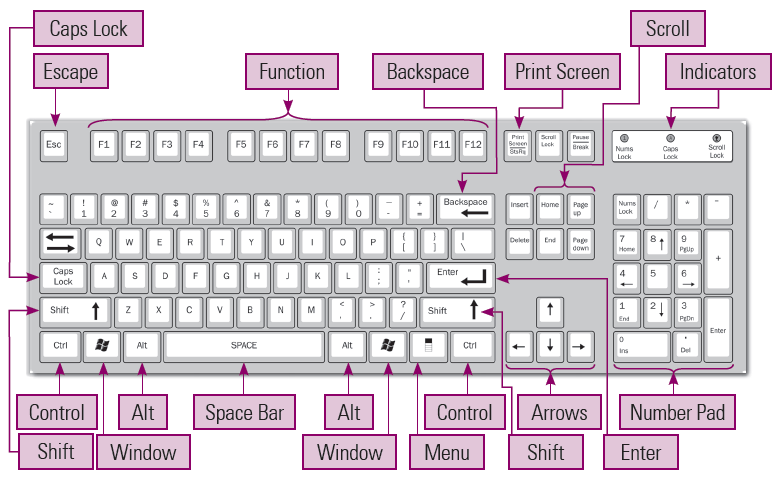 Caps Lock
Scroll
Escape
Function
Backspace
Print Screen
Indicators
Esc
F1 F2 F3 F4 F5 F6 F7 F8 F9 F10 F11 F12
Print Screen SysRq
Scroll Lock
Pause Break
Nums Lock
Caps Lock
Scroll Lock
~ ! @ # $ % ^ & * ( ) - +
` 1 2 3 4 5 6 7 8 9 0 - =
Backspace
Insert Home Page up
Nums Lock / * -
Q W E R T Y U I O P { } |
[ ] \
Delete End Page down
7 Home 8 9 PgUp +
Caps Lock A S D F G H J K L : "
; '
Enter
4 5 6
Shift Z X C V B N M < > ?
, . /
Shift
1 End 2 3 PgDn
Enter
Ctrl Alt SPACE Alt Ctrl
0 Ins . Del
Control
Alt
Space Bar
Alt
Control
Arrows
Number Pad
Shift
Window
Window
Menu
Shift
Enter